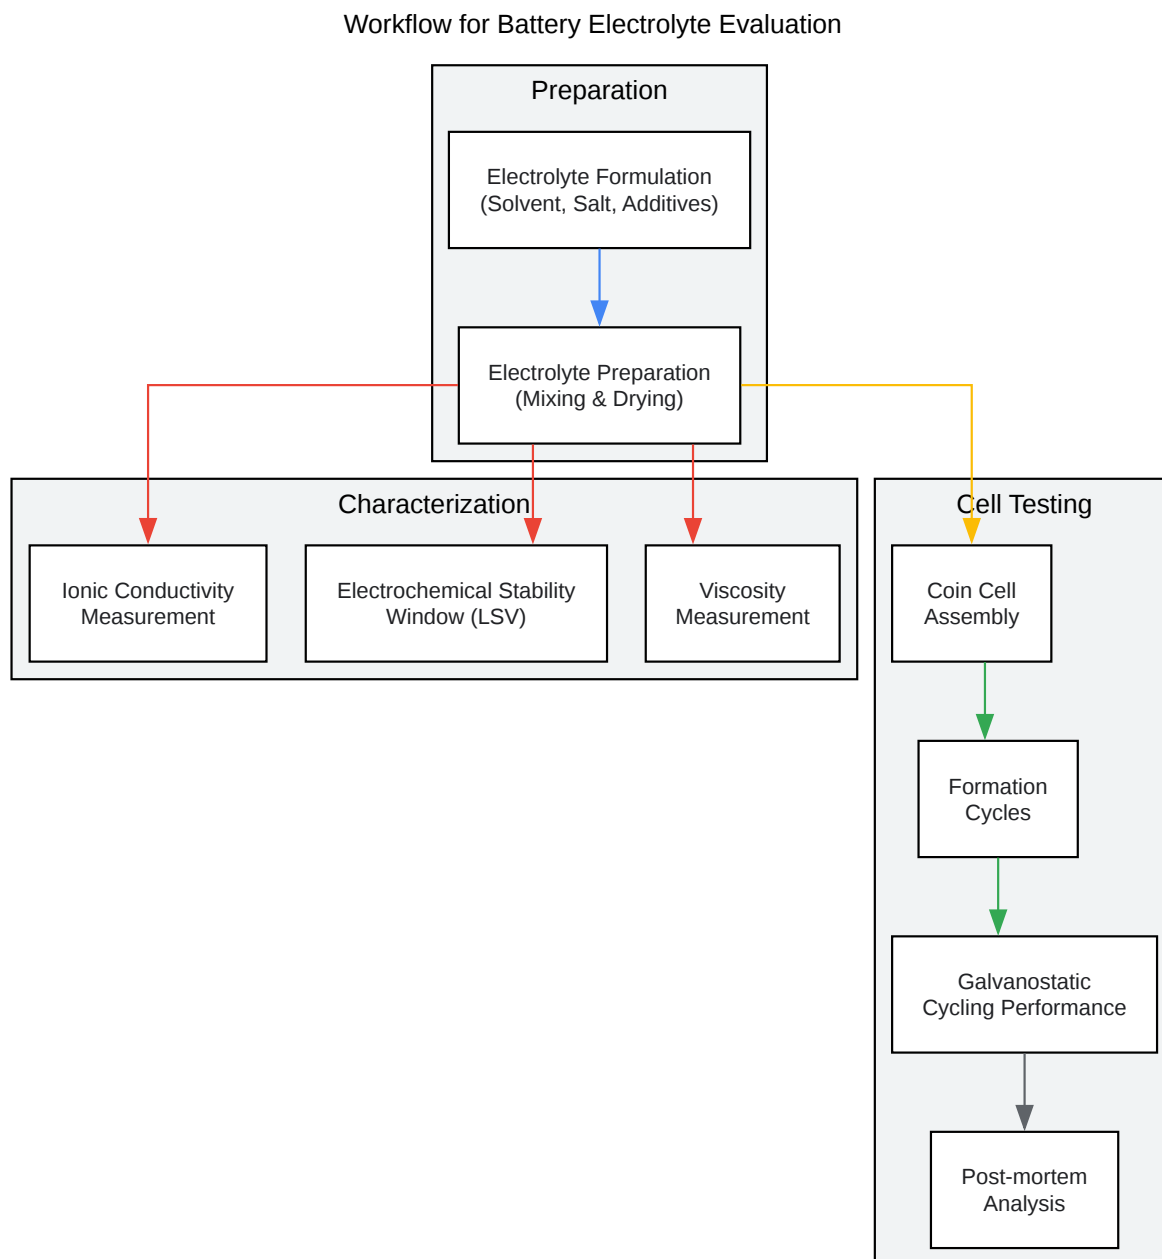 Workflow for Battery Electrolyte Evaluation
Preparation
Electrolyte Formulation
(Solvent, Salt, Additives)
Electrolyte Preparation
(Mixing & Drying)
Characterization
Ionic Conductivity
Measurement
Electrochemical Stability
Window (LSV)
Viscosity
Measurement
Cell Testing
Coin Cell
Assembly
Formation
Cycles
Galvanostatic
Cycling Performance
Post-mortem
Analysis